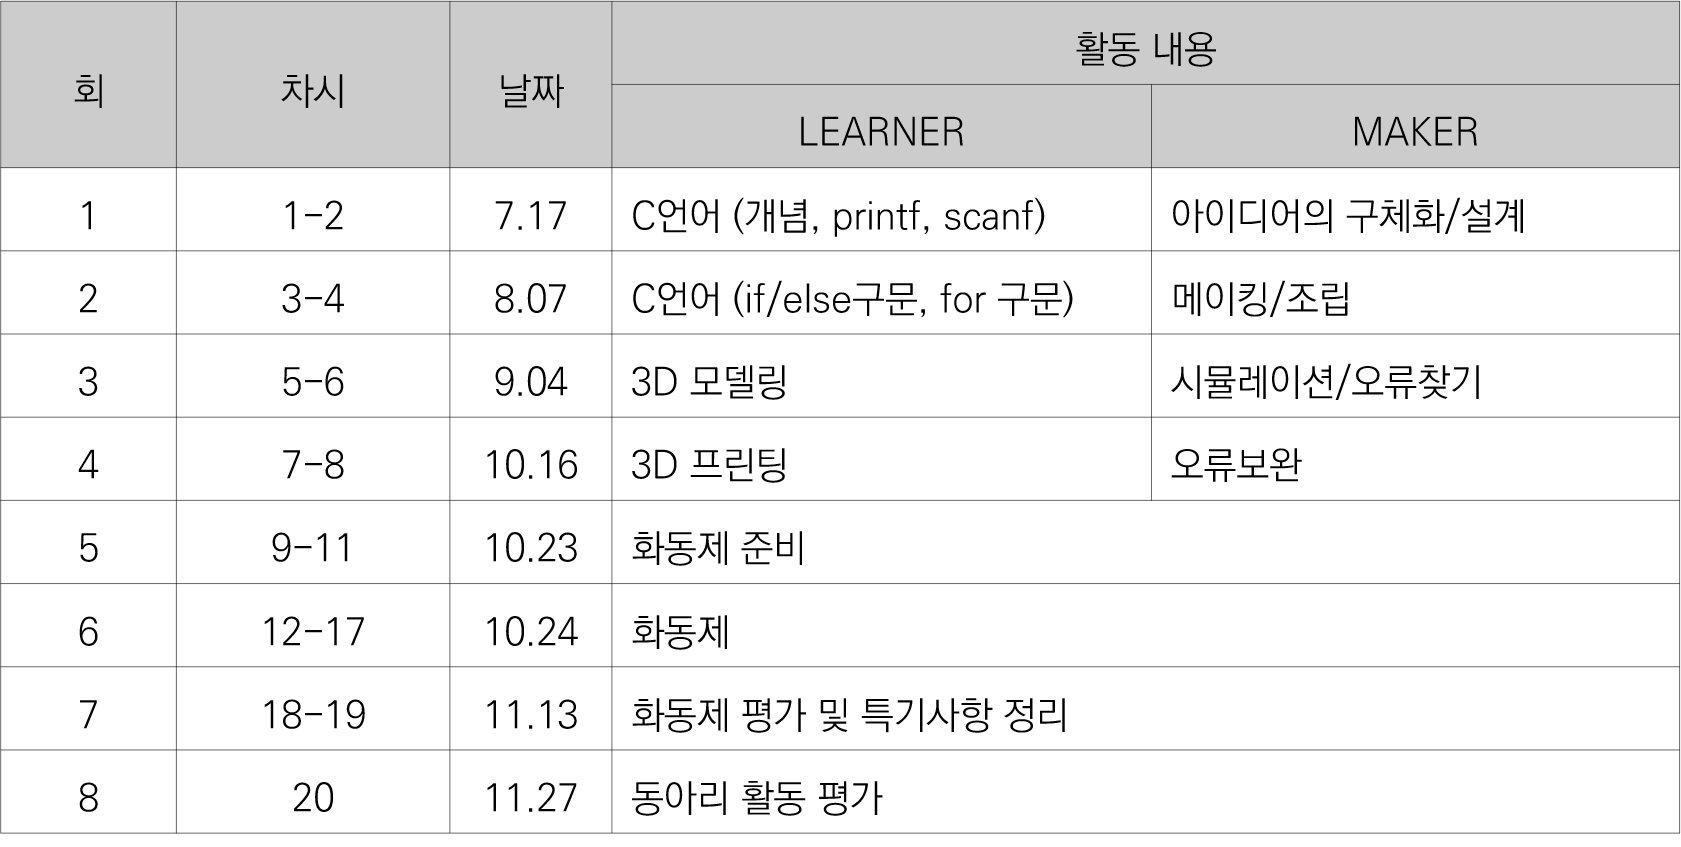 회 차시 날짜 활동 내용
LEARNER MAKER
1 1-2 7.17 C언어 (개념, printf, scanf) 아이디어의 구체화/설계
2 3-4 8.07 C언어 (if/else구문, for 구문) 메이킹/조립
3 5-6 9.04 3D 모델링 시뮬레이션/오류찾기
4 7-8 10.16 3D 프린팅 오류보완
5 9-11 10.23 화동제 준비
6 12-17 10.24 화동제
7 18-19 11.13 화동제 평가 및 특기사항 정리
8 20 11.27 동아리 활동 평가